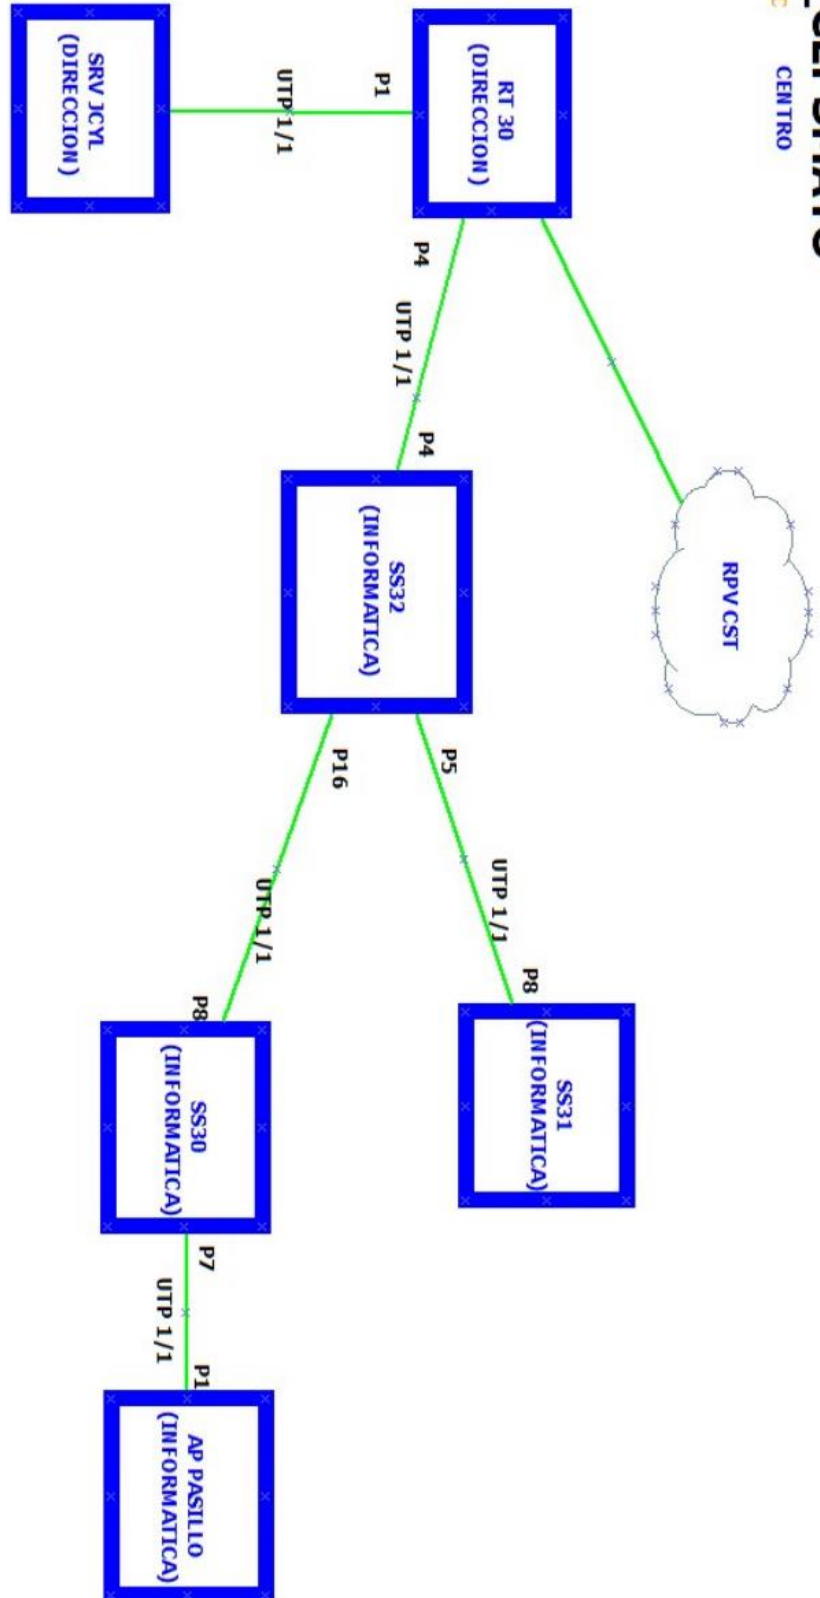 CENTRO
RPV CST
RT 30
(DIRECCION)
P1
UTP 1/1
SRV JCYL
(DIRECCION)
P4
UTP 1/1
P4
SS32
(INFORMATICA)
P5
UTP 1/1
P8
SS31
(INFORMATICA)
P16
UTP 1/1
P8
SS30
(INFORMATICA)
P7
UTP 1/1
P1
AP PASILLO
(INFORMATICA)